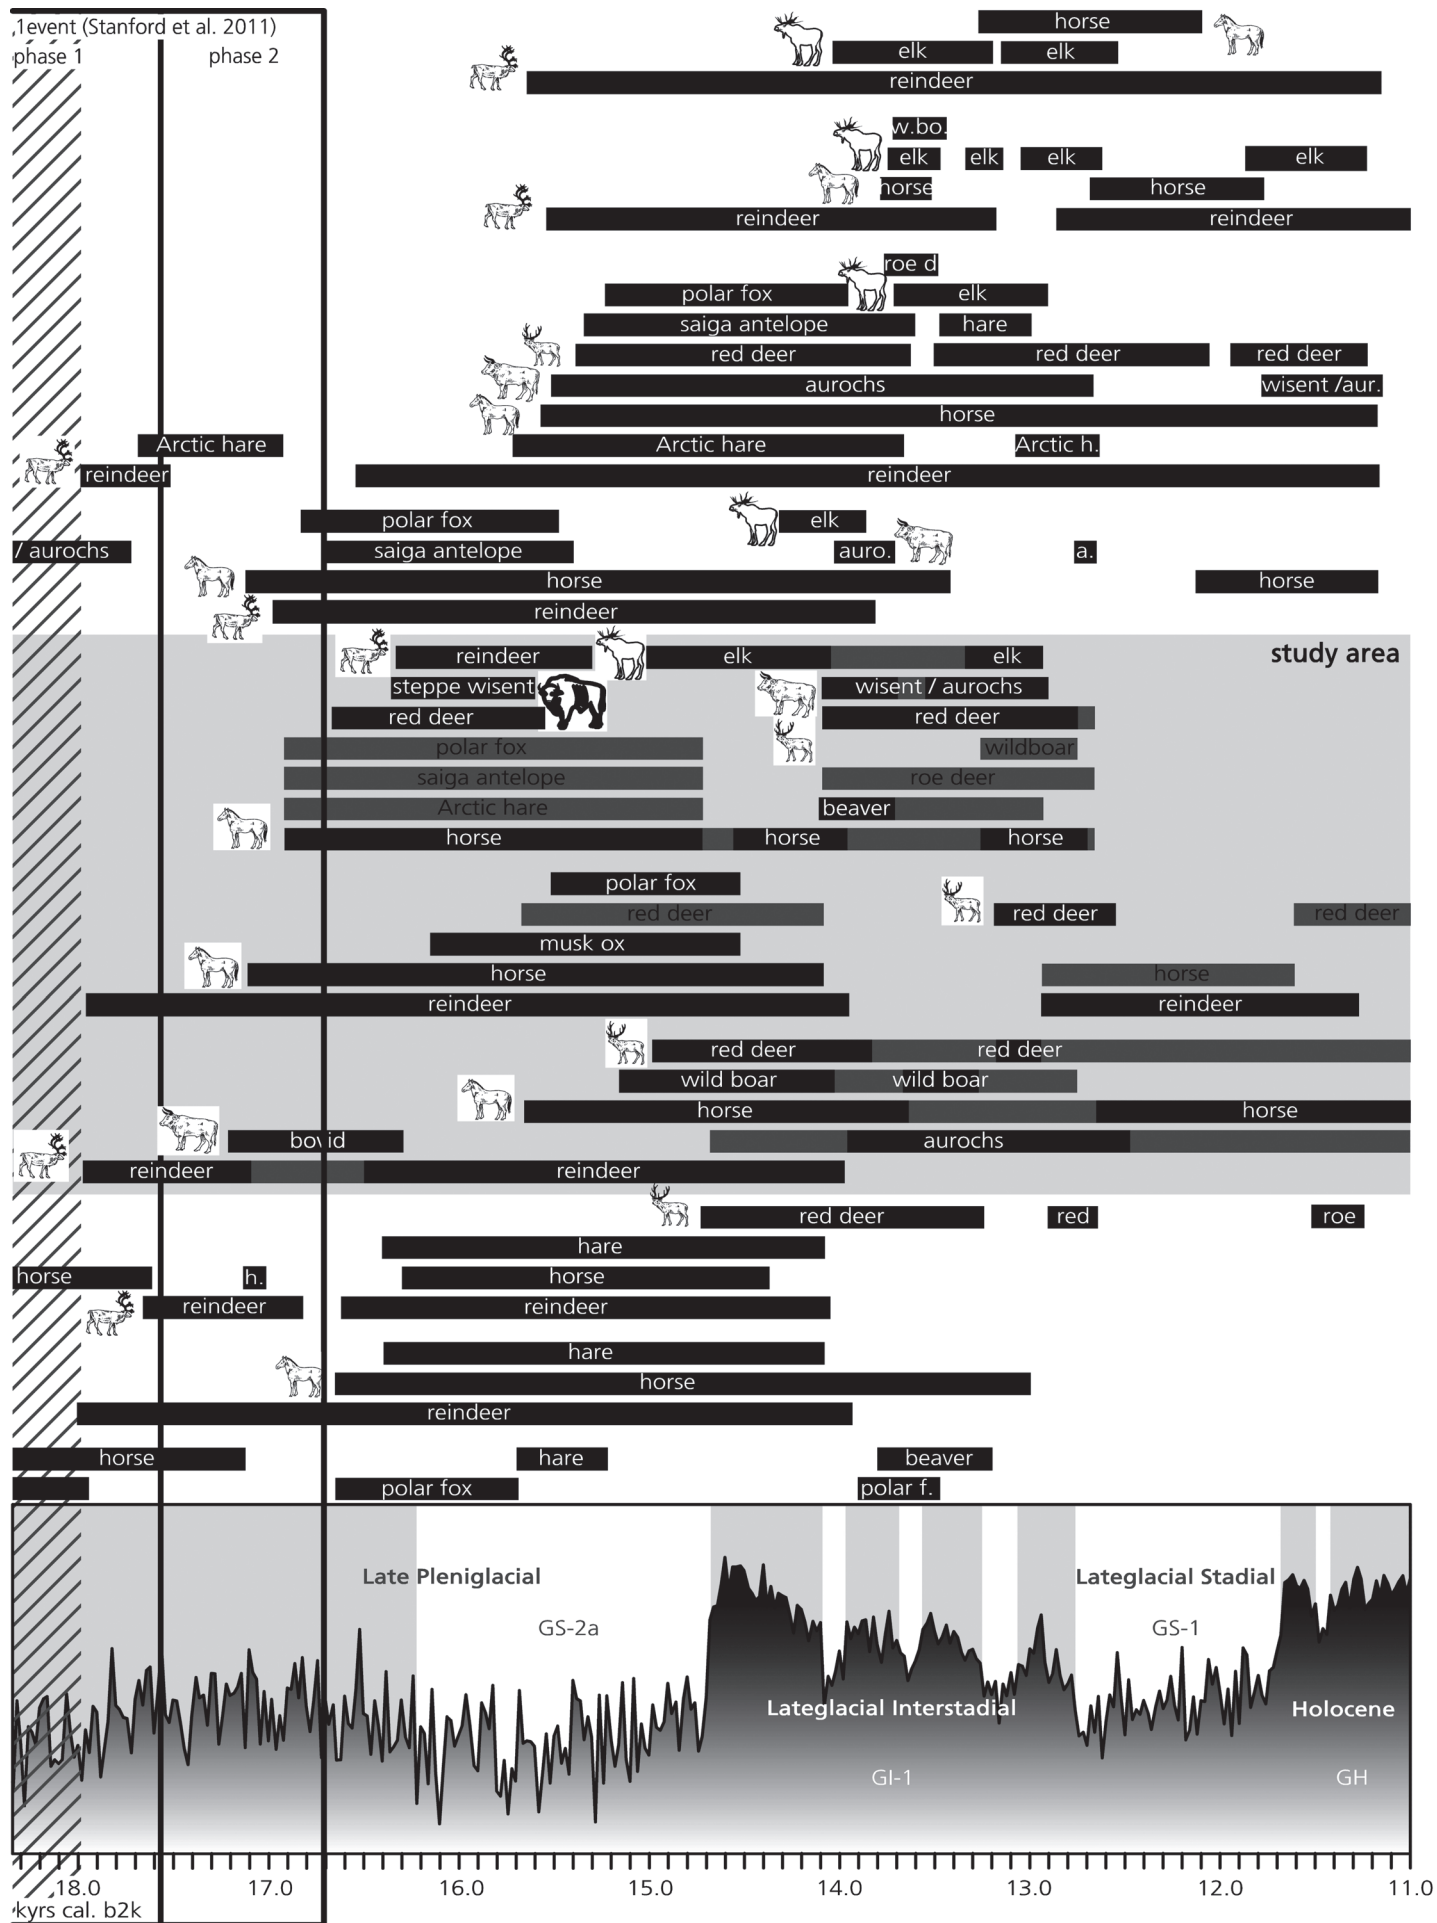 1event (Stanford et al. 2011)
phase 1
phase 2
horse
elk
elk
reindeer
w.bo.
elk
elk
elk
elk
horse
horse
reindeer
reindeer
roe d
polar fox
elk
saiga antelope
hare
red deer
red deer
red deer
aurochs
wisent /aur.
horse
Arctic hare
Arctic hare
Arctic h.
reindeer
reindeer
polar fox
elk
/ aurochs
saiga antelope
auro.
a.
horse
horse
reindeer
study area
reindeer
elk
elk
steppe wisent
wisent / aurochs
red deer
red deer
polar fox
wildboar
saiga antelope
roe deer
Arctic hare
beaver
horse
horse
horse
polar fox
red deer
red deer
red deer
musk ox
horse
horse
reindeer
reindeer
red deer
red deer
wild boar
wild boar
horse
horse
bovid
aurochs
reindeer
reindeer
red deer
red
roe
hare
horse
h.
horse
reindeer
reindeer
hare
horse
reindeer
horse
hare
beaver
polar fox
polar f.
Late Pleniglacial
Lateglacial Stadial
GS-2a
GS-1
Lateglacial Interstadial
Holocene
GI-1
GH
18.0
17.0
16.0
15.0
14.0
13.0
12.0
11.0
kyrs cal. b2k